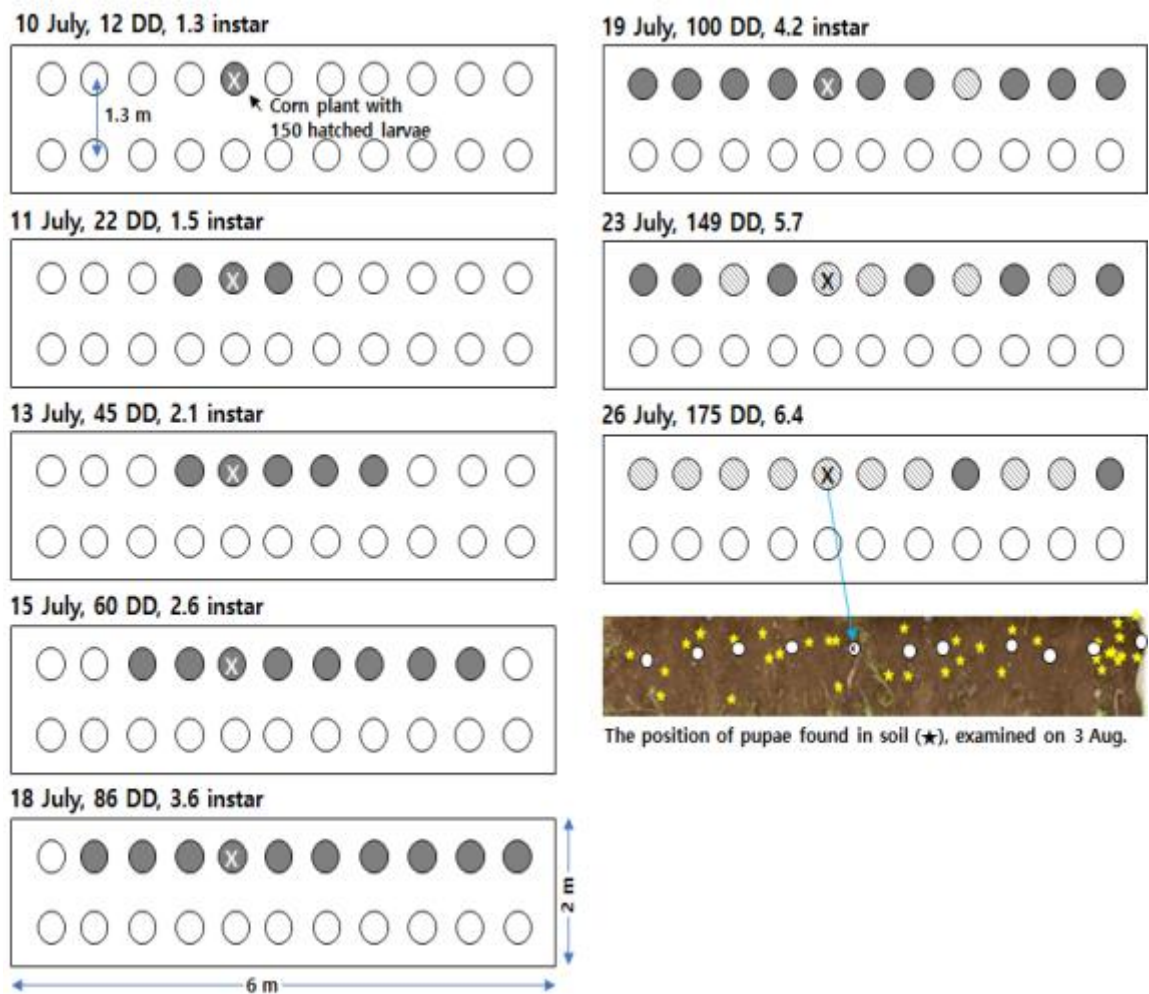 10 July, 12 DD, 1.3 instar
X
1.3 m
Corn plant with
150 hatched larvae
11 July, 22 DD, 1.5 instar
X
13 July, 45 DD, 2.1 instar
X
15 July, 60 DD, 2.6 instar
X
18 July, 86 DD, 3.6 instar
X
2 m
6 m
19 July, 100 DD, 4.2 instar
X
23 July, 149 DD, 5.7
X
26 July, 175 DD, 6.4
X
x
The position of pupae found in soil (★), examined on 3 Aug.